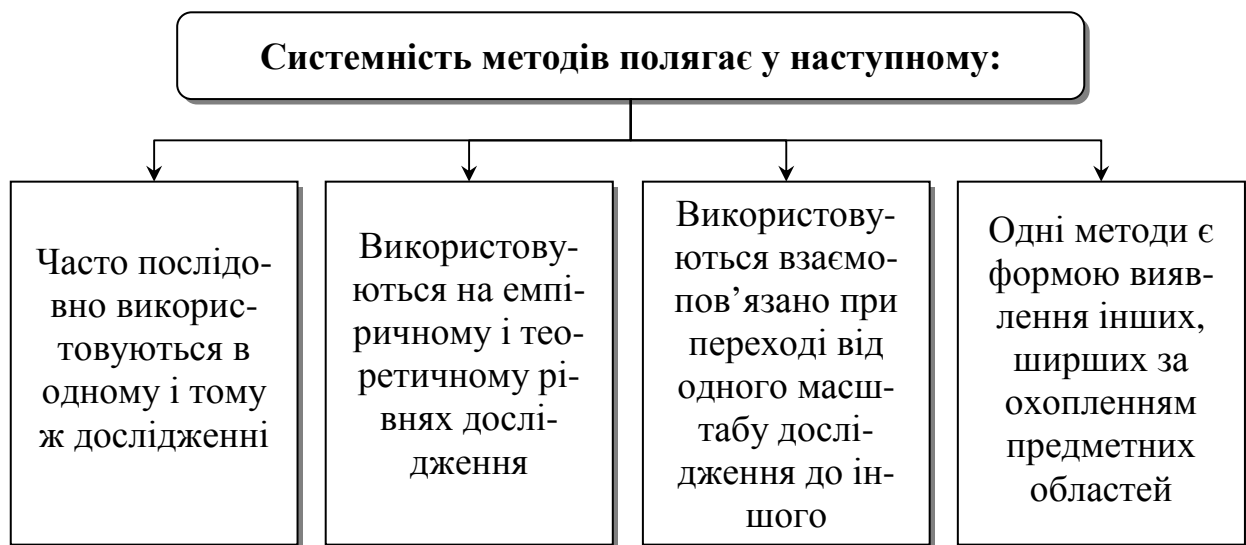 Системність методів полягає у наступному:
Часто послідо-
вно викорис-
товуються в
одному і тому
ж дослідженні
Використову-
ються на емпі-
ричному і тео-
ретичному рі-
внях дослі-
дження
Використову-
ються взаємо-
пов’язано при
переході від
одного масш-
табу дослі-
дження до ін-
шого
Одні методи є
формою вияв-
лення інших,
ширших за
охопленням
предметних
областей